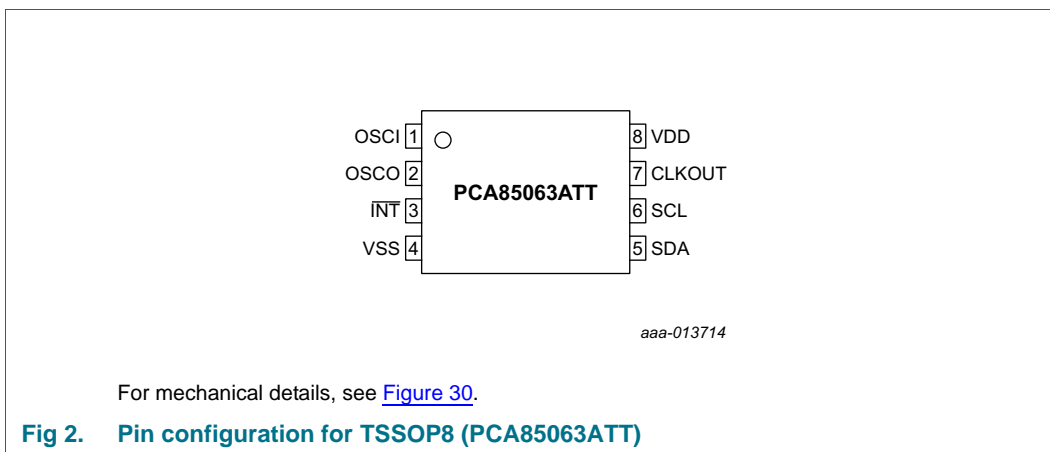 OSCI 1
OSCO 2
INT 3
VSS 4
PCA85063ATT
8 VDD
7 CLKOUT
6 SCL
5 SDA
aaa-013714
For mechanical details, see Figure 30.
Fig 2. Pin configuration for TSSOP8 (PCA85063ATT)